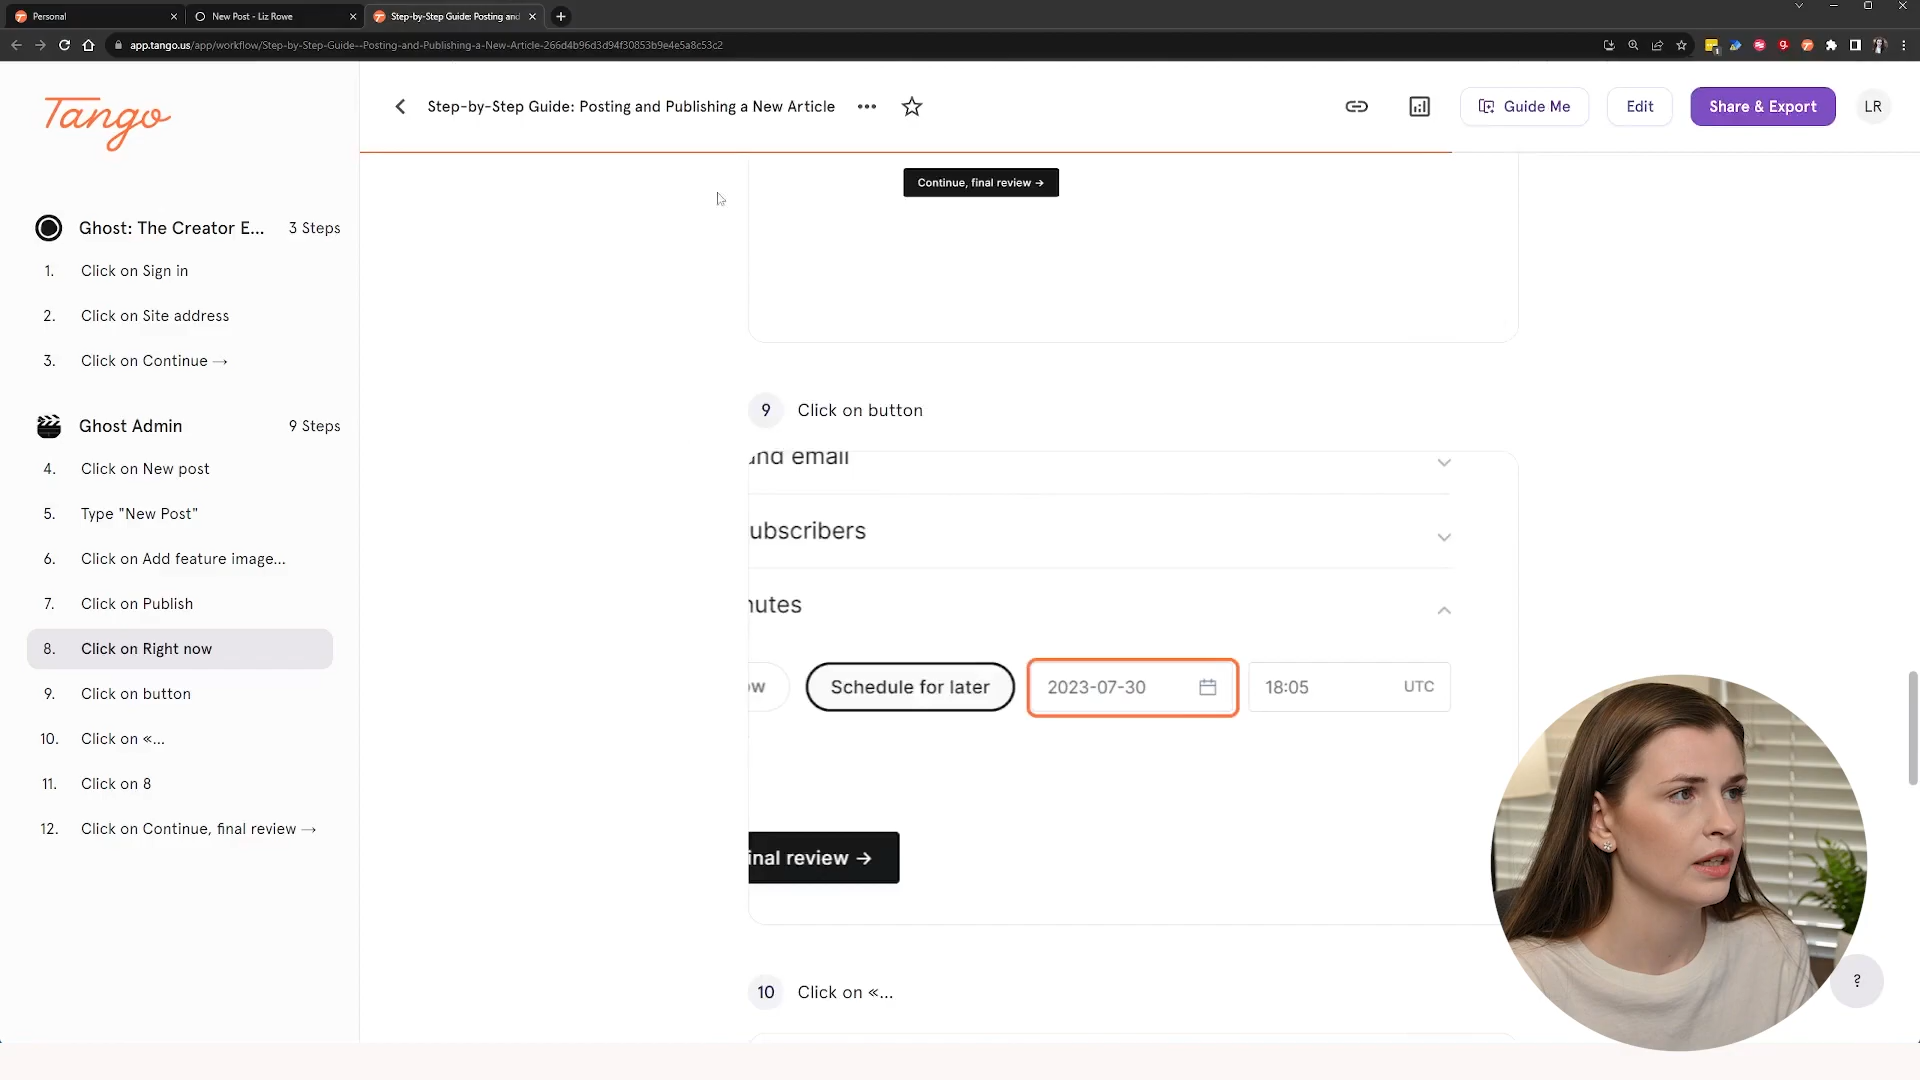 Personal
New Post - Liz Rowe
Step-by-Step Guide: Posting and
app.tango.us/app/workflow/Step-by-Step-Guide--Posting-and-Publishing-a-New-Article-266d4b96d3d94f30853b9e4e5a8c53c2
Tango
Step-by-Step Guide: Posting and Publishing a New Article
Guide Me
Edit
Share & Export
LR
Ghost: The Creator E... 3 Steps
1. Click on Sign in
2. Click on Site address
3. Click on Continue →
Ghost Admin 9 Steps
4. Click on New post
5. Type "New Post"
6. Click on Add feature image...
7. Click on Publish
8. Click on Right now
9. Click on button
10. Click on «...
11. Click on 8
12. Click on Continue, final review →
Continue, final review →
9 Click on button
and email
ubscribers
nutes
ow
Schedule for later
2023-07-30
18:05 UTC
inal review →
10 Click on «...
?